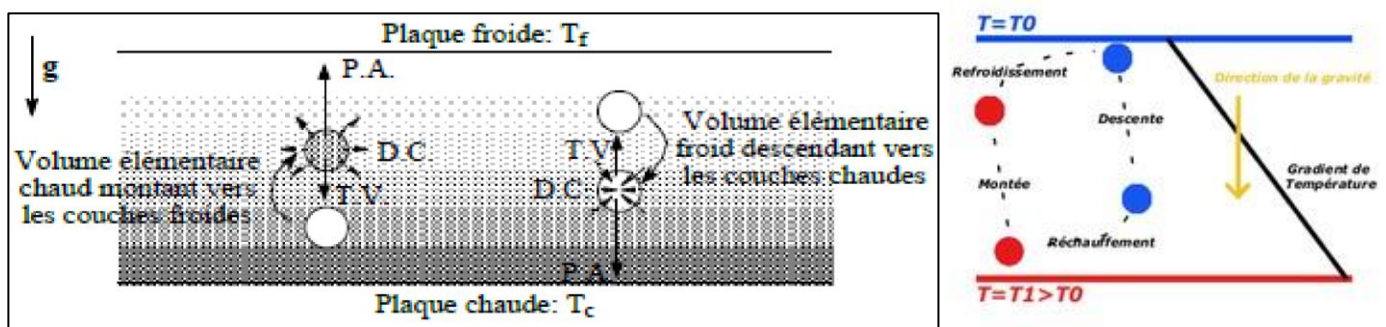 Plaque froide: Tf
g
P.A.
Volume élémentaire
chaud montant vers
les couches froides
D.C
T.V.
T.V
D.C
P.A
Volume élémentaire
froid descendant vers
les couches chaudes
Plaque chaude: Tc
T=T0
Refroidissement
Direction de la gravité
Descente
Montée
Gradient de
Température
Réchauffement
T=T1>T0